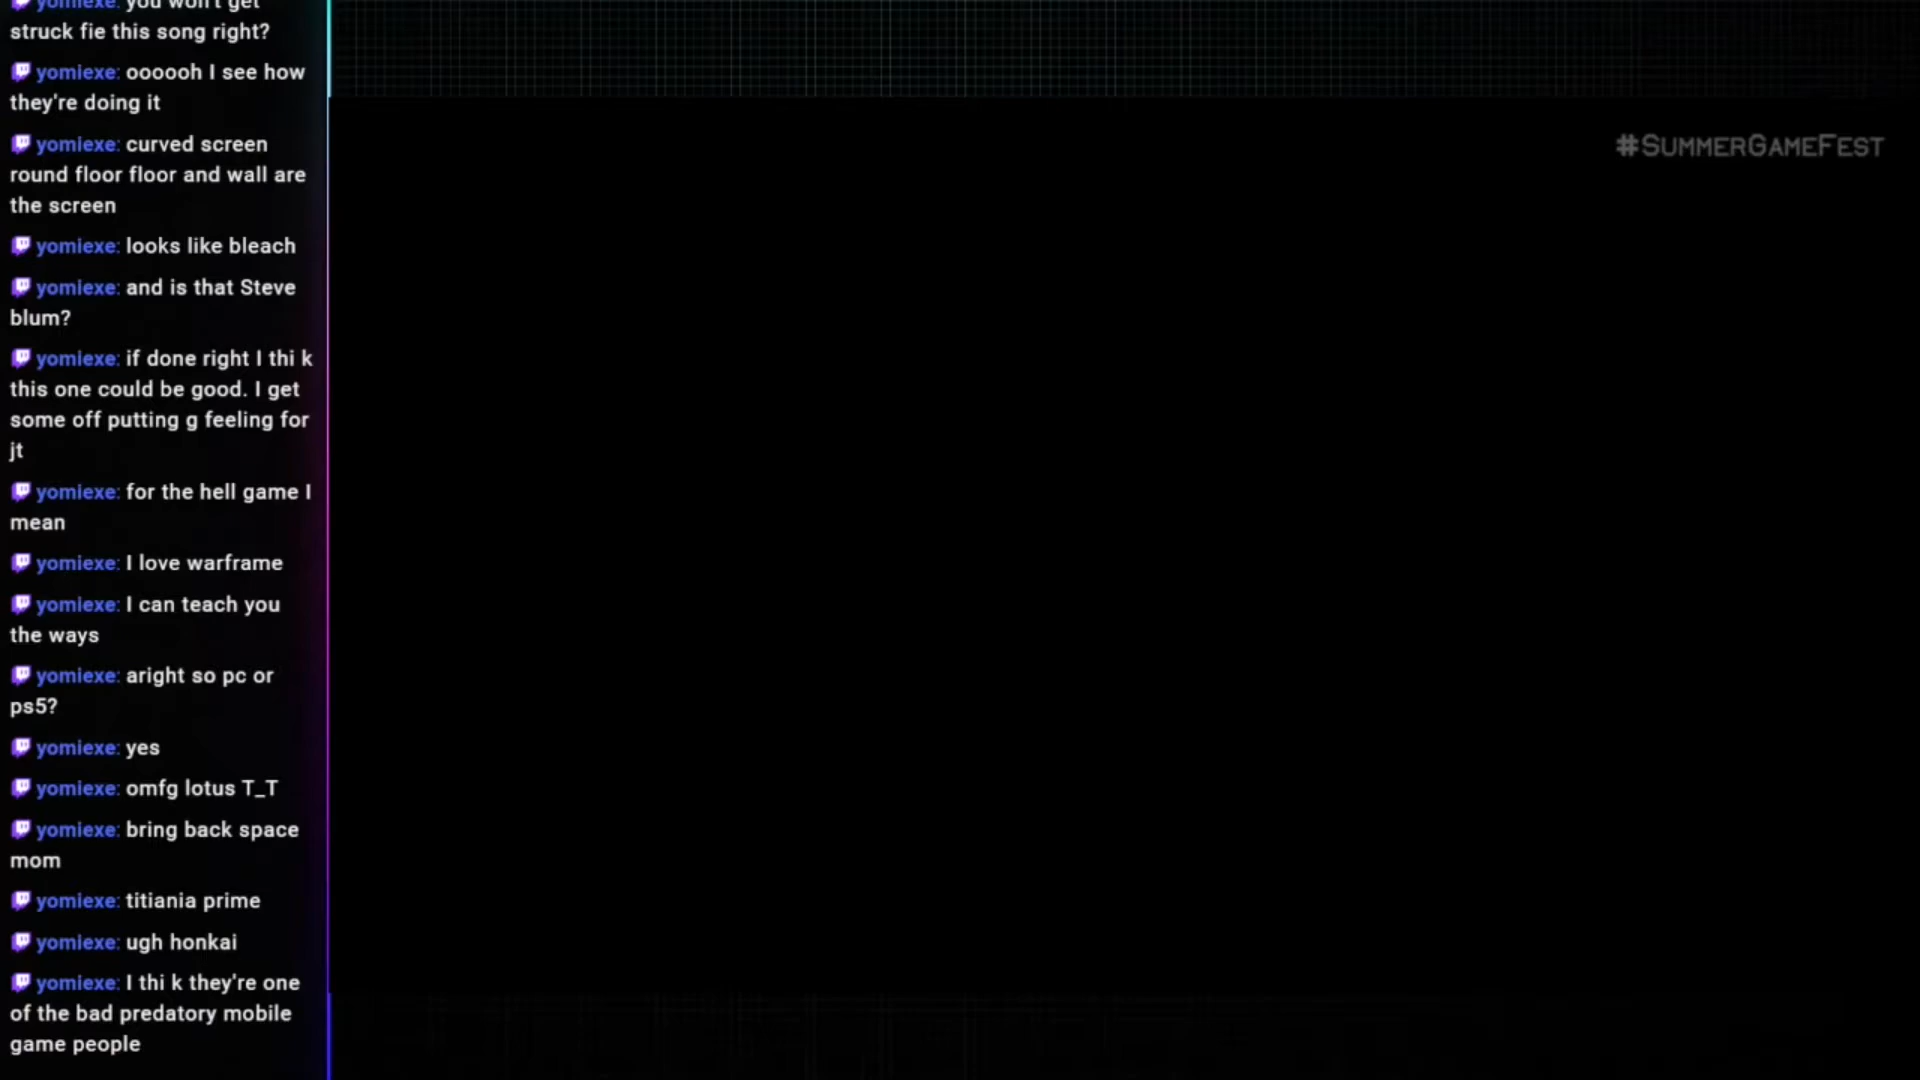 yomiexe: you won't get
struck fie this song right?
yomiexe: oooooh I see how
they're doing it
yomiexe: curved screen
round floor floor and wall are
the screen
yomiexe: looks like bleach
yomiexe: and is that Steve
blum?
yomiexe: if done right I thi k
this one could be good. I get
some off putting g feeling for
jt
yomiexe: for the hell game I
mean
yomiexe: I love warframe
yomiexe: I can teach you
the ways
yomiexe: aright so pc or
ps5?
yomiexe: yes
yomiexe: omfg lotus T_T
yomiexe: bring back space
mom
yomiexe: titiania prime
yomiexe: ugh honkai
yomiexe: I thi k they're one
of the bad predatory mobile
game people
#SUMMERGAMEFEST